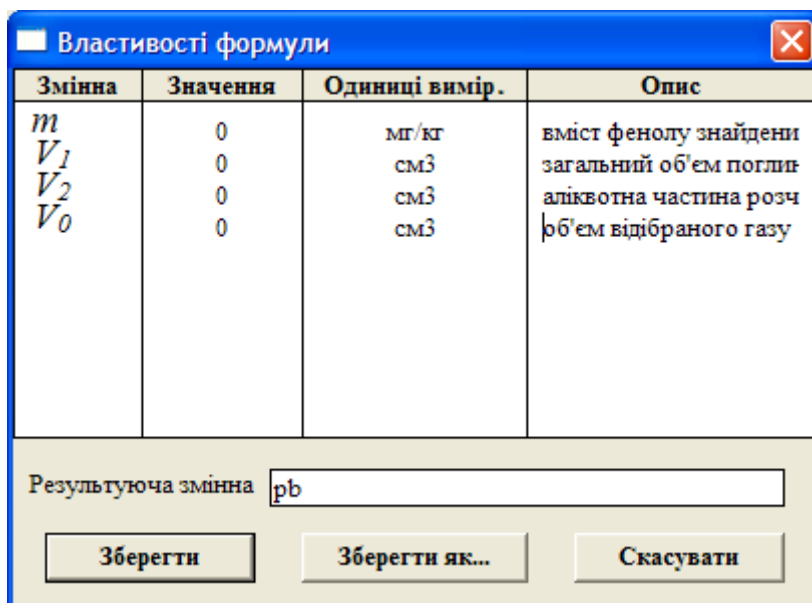 Властивості формули
Змінна Значення Одиниці вимір. Опис
m 0 мг/кг вміст фенолу знайдени
V1 0 см3 загальний об'єм поглин
V2 0 см3 аліквотна частина розч
V0 0 см3 об'єм відібраного газу
Результуюча змінна pb
Зберегти Зберегти як... Скасувати